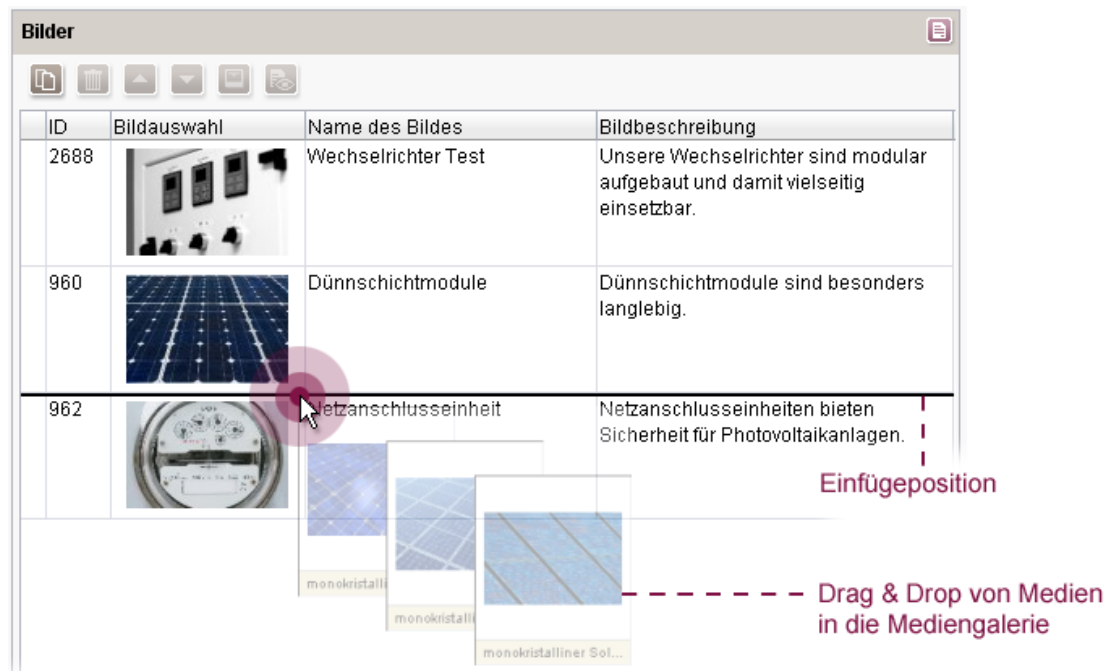 Bilder
ID Bildauswahl Name des Bildes Bildbeschreibung
2688 Wechselrichter Test Unsere Wechselrichter sind modular
aufgebaut und damit vielseitig
einsetzbar.
960 Dünnschichtmodule Dünnschichtmodule sind besonders
langlebig.
962 Netzanschlusseinheit Netzanschlusseinheiten bieten
Sicherheit für Photovoltaikanlagen.
Einfügeposition
monokristalli
monokristalli
monokristalliner Sol...
Drag & Drop von Medien
in die Mediengalerie